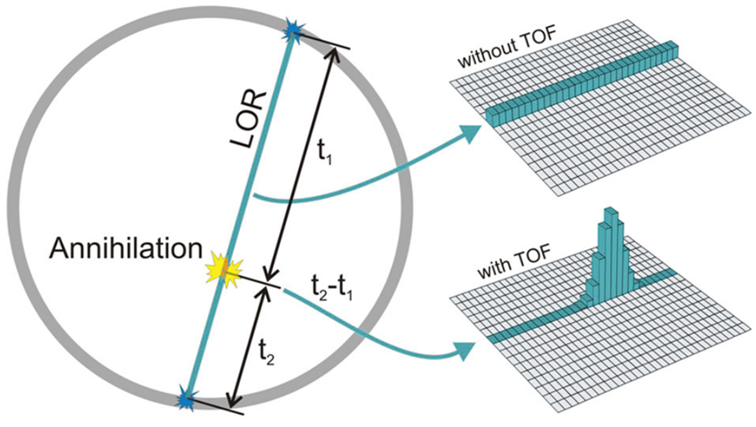 without TOF
LOR
t₁
Annihilation
t₂-t₁
with TOF
t₂